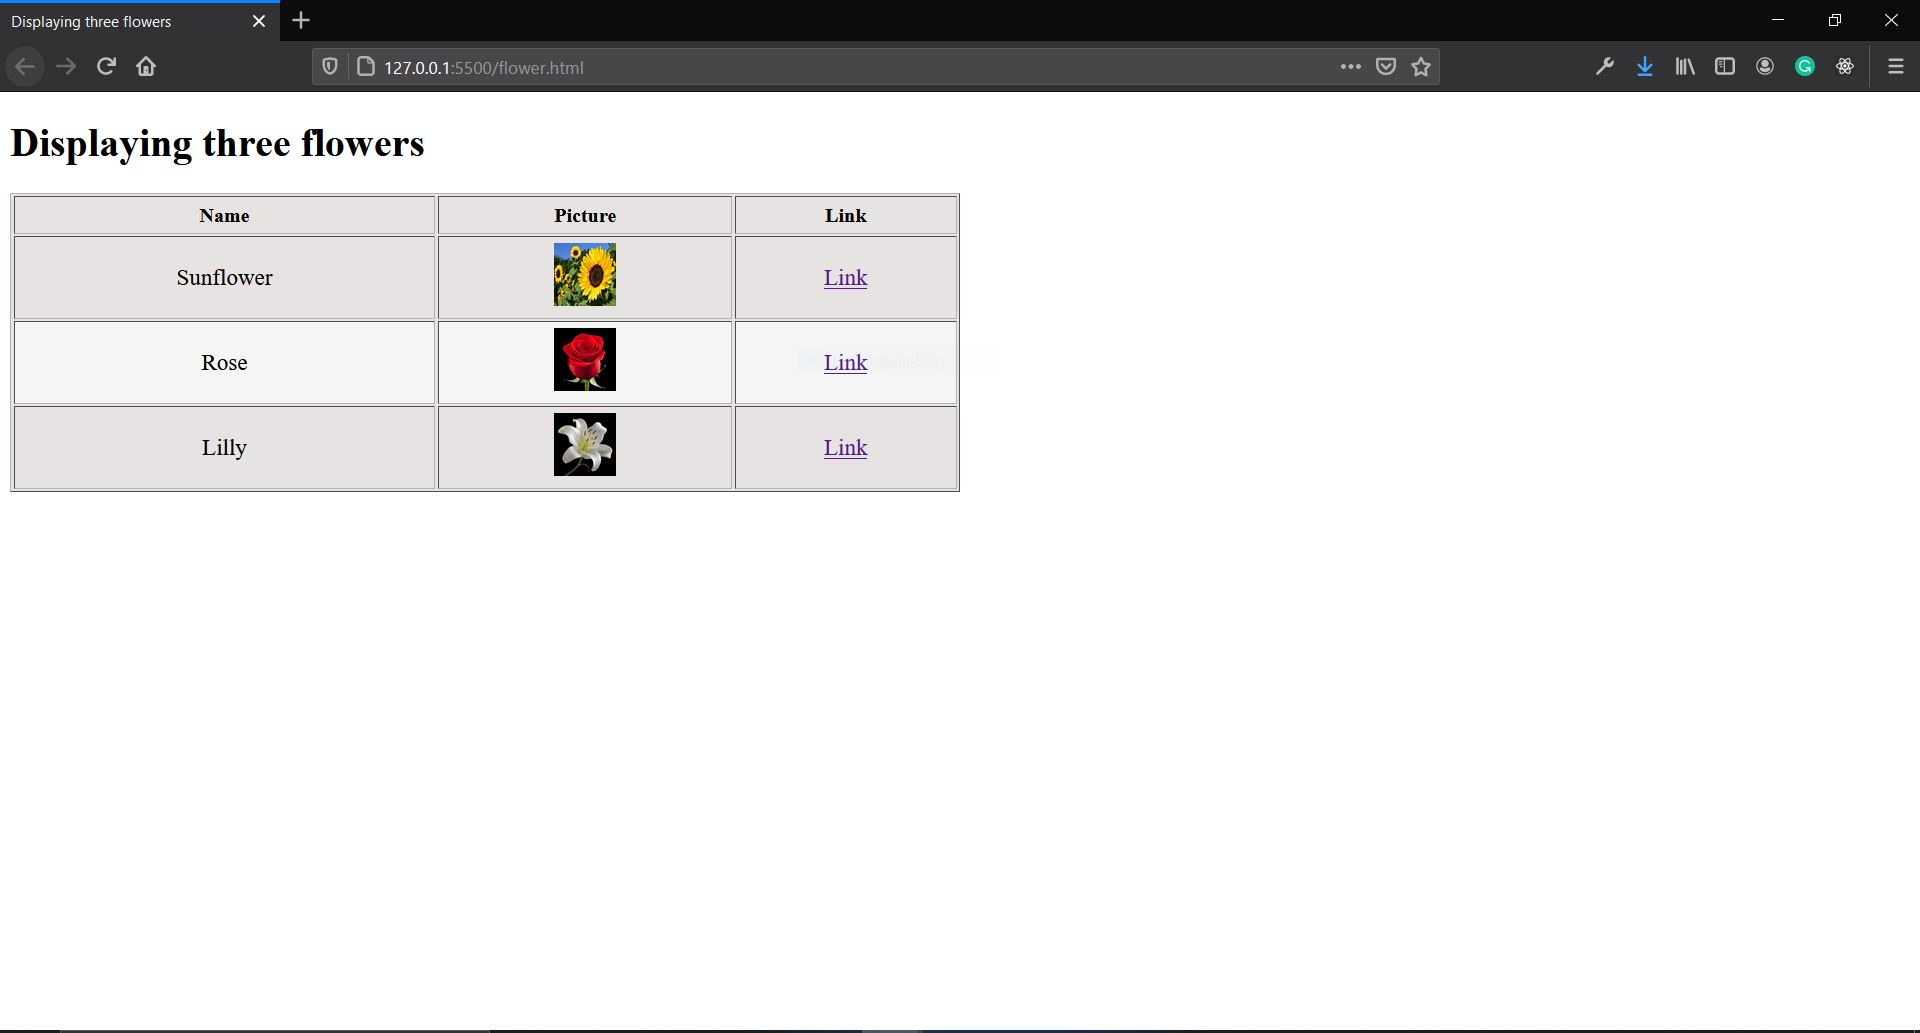 Displaying three flowers
127.0.0.1:5500/flower.html
Displaying three flowers
Name Picture Link
Sunflower Link
Rose Link
Lilly Link